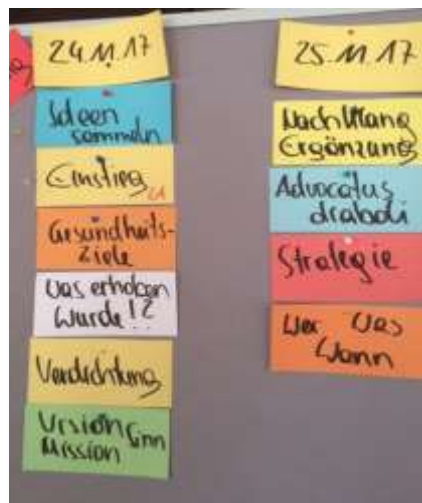 24.11.17
Ideen
sammeln
Einstieg
Gesundheits-
Ziele
Was erhoben
wurde!?
Verdichtung
Vision Sinn
Mission
25.11.17
Nachklang
Ergänzung
Advocatus
diaboli
Strategie
Wer Was
Wann